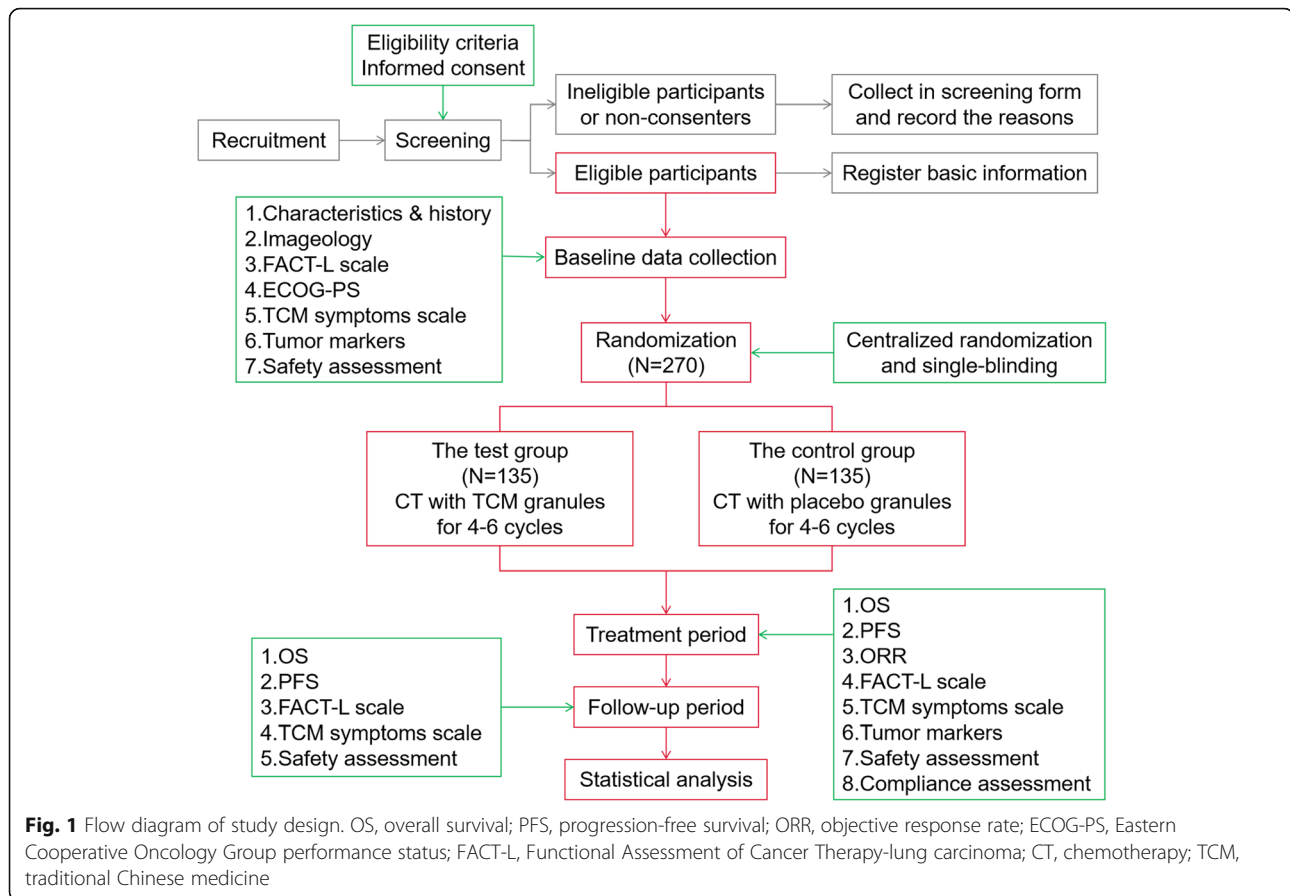 Eligibility criteria
Informed consent
Ineligible participants
or non-consenters
Collect in screening form
and record the reasons
Recruitment
Screening
Eligible participants
Register basic information
1.Characteristics & history
2.Imageology
3.FACT-L scale
4.ECOG-PS
5.TCM symptoms scale
6.Tumor markers
7.Safety assessment
Baseline data collection
Randomization
(N=270)
Centralized randomization
and single-blinding
The test group
(N=135)
CT with TCM granules
for 4-6 cycles
The control group
(N=135)
CT with placebo granules
for 4-6 cycles
Treatment period
1.OS
2.PFS
3.ORR
4.FACT-L scale
5.TCM symptoms scale
6.Tumor markers
7.Safety assessment
8.Compliance assessment
1.OS
2.PFS
3.FACT-L scale
4.TCM symptoms scale
5.Safety assessment
Follow-up period
Statistical analysis
Fig. 1 Flow diagram of study design. OS, overall survival; PFS, progression-free survival; ORR, objective response rate; ECOG-PS, Eastern
Cooperative Oncology Group performance status; FACT-L, Functional Assessment of Cancer Therapy-lung carcinoma; CT, chemotherapy; TCM,
traditional Chinese medicine